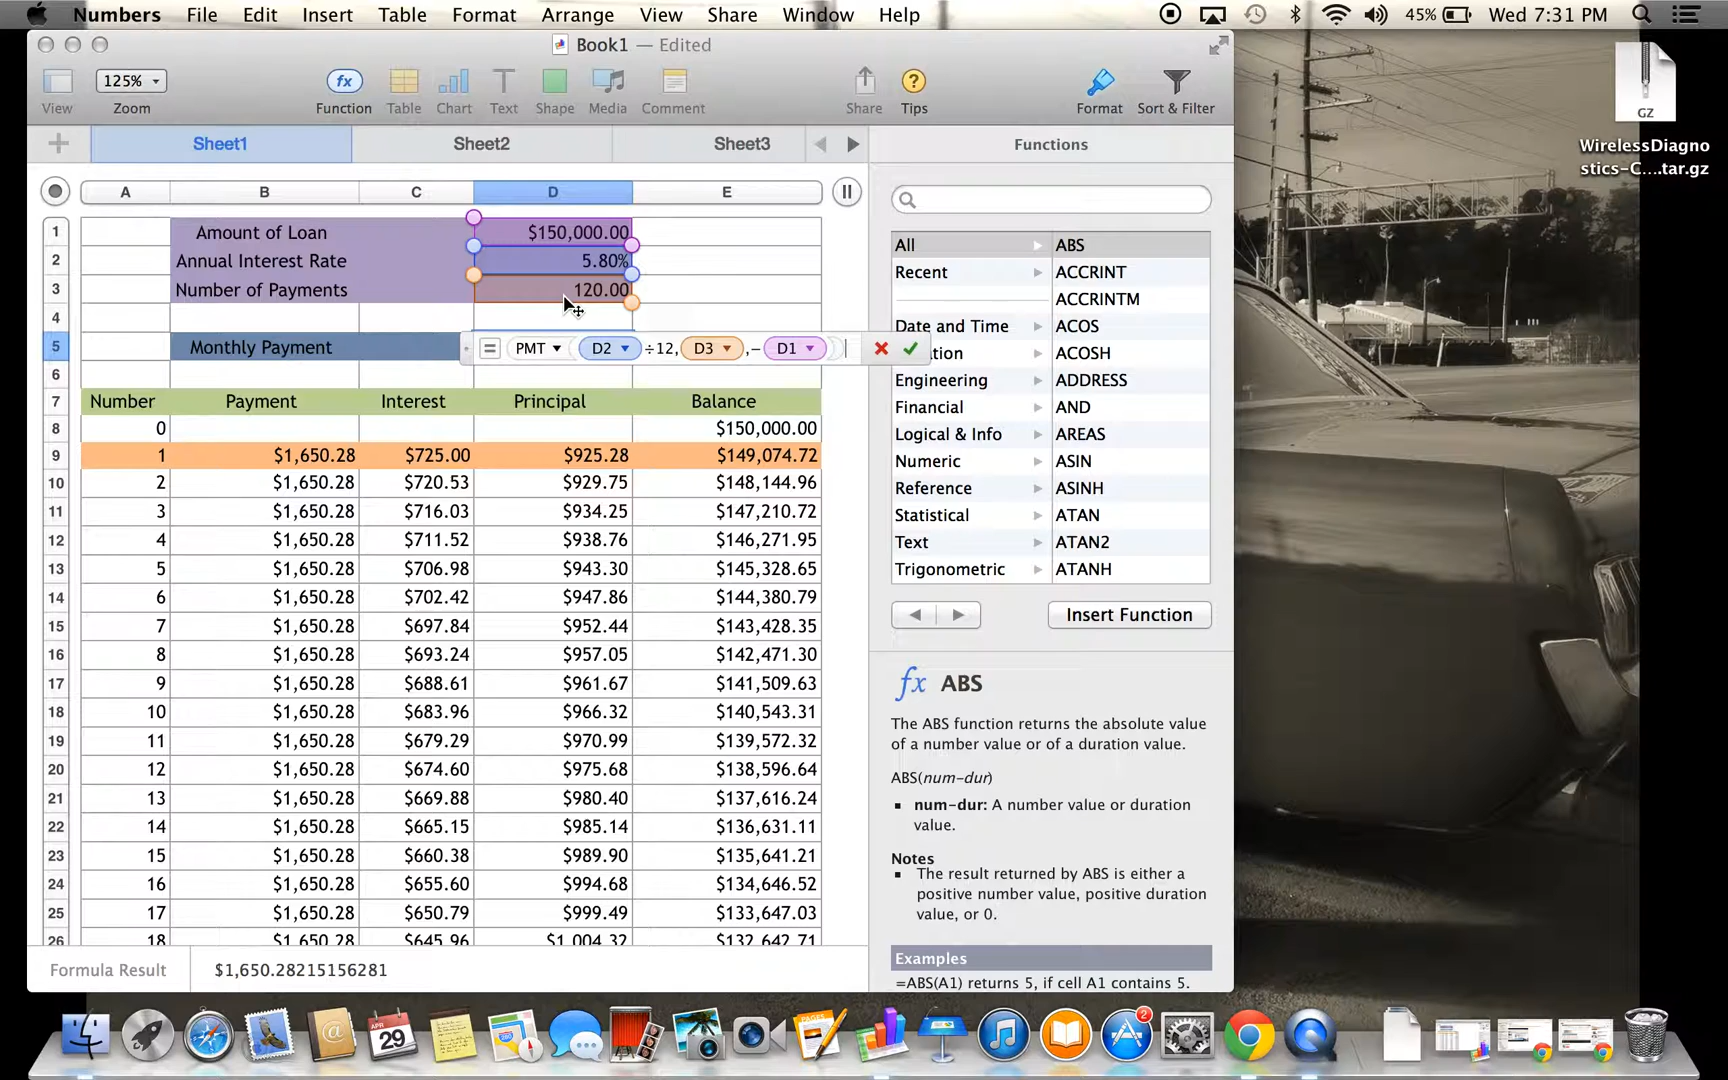 Numbers File Edit Insert Table Format Arrange View Share Window Help 45% Wed 7:31 PM
Book1 — Edited
125%
fx
View Zoom Function Table Chart Text Shape Media Comment Share Tips Format Sort & Filter
GZ
WirelessDiagno
stics-C....tar.gz
Sheet1 Sheet2 Sheet3 Functions
A B C D E
1 Amount of Loan $150,000.00
2 Annual Interest Rate 5.80%
3 Number of Payments 120.00
4
5 Monthly Payment = PMT D2 ÷12, D3 ,− D1
6
7 Number Payment Interest Principal Balance
8 0 $150,000.00
9 1 $1,650.28 $725.00 $925.28 $149,074.72
10 2 $1,650.28 $720.53 $929.75 $148,144.96
11 3 $1,650.28 $716.03 $934.25 $147,210.72
12 4 $1,650.28 $711.52 $938.76 $146,271.95
13 5 $1,650.28 $706.98 $943.30 $145,328.65
14 6 $1,650.28 $702.42 $947.86 $144,380.79
15 7 $1,650.28 $697.84 $952.44 $143,428.35
16 8 $1,650.28 $693.24 $957.05 $142,471.30
17 9 $1,650.28 $688.61 $961.67 $141,509.63
18 10 $1,650.28 $683.96 $966.32 $140,543.31
19 11 $1,650.28 $679.29 $970.99 $139,572.32
20 12 $1,650.28 $674.60 $975.68 $138,596.64
21 13 $1,650.28 $669.88 $980.40 $137,616.24
22 14 $1,650.28 $665.15 $985.14 $136,631.11
23 15 $1,650.28 $660.38 $989.90 $135,641.21
24 16 $1,650.28 $655.60 $994.68 $134,646.52
25 17 $1,650.28 $650.79 $999.49 $133,647.03
26 18 $1,650.28 $645.96 $1,004.32 $132,642.71
Formula Result $1,650.28215156281
All ABS
Recent ACCRINT
ACCRINTM
Date and Time ACOS
ation ACOSH
Engineering ADDRESS
Financial AND
Logical & Info AREAS
Numeric ASIN
Reference ASINH
Statistical ATAN
Text ATAN2
Trigonometric ATANH
Insert Function
fx ABS
The ABS function returns the absolute value
of a number value or of a duration value.
ABS(num-dur)
▪ num-dur: A number value or duration
value.
Notes
▪ The result returned by ABS is either a
positive number value, positive duration
value, or 0.
Examples
=ABS(A1) returns 5, if cell A1 contains 5.
APR
29
2